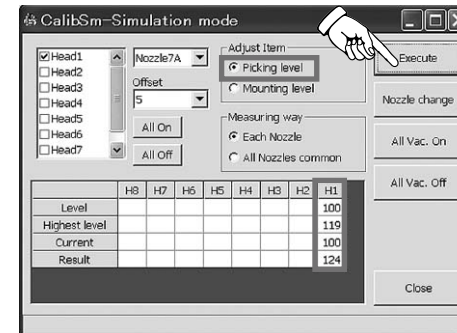 CalibSm-Simulation mode
Head1
Head2
Head3
Head4
Head5
Head6
Head7
Nozzle7A
Offset
5
All On
All Off
Adjust Item
Picking level
Mounting level
Measuring way
Each Nozzle
All Nozzles common
Execute
Nozzle change
All Vac. On
All Vac. Off
Close
H8 H7 H6 H5 H4 H3 H2 H1
Level 100
Highest level 119
Current 100
Result 124